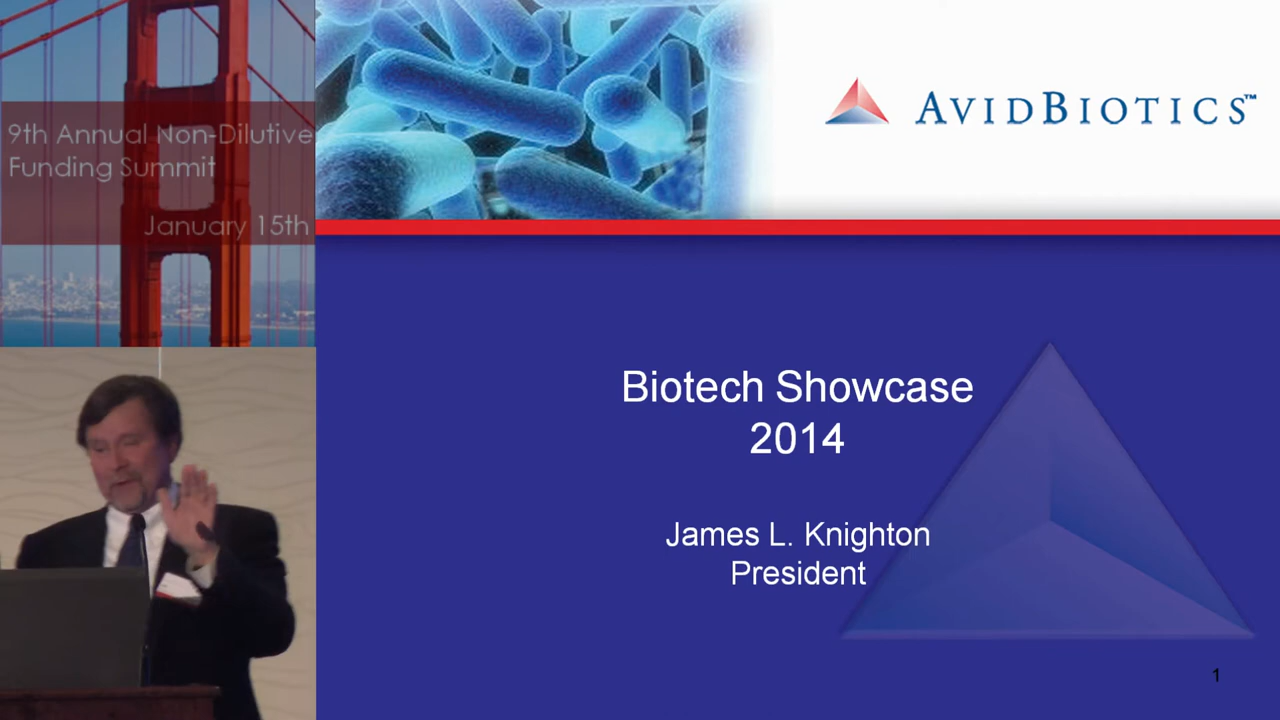 9th Annual Non-Dilutive
Funding Summit
January 15th
AVIDBIOTICS™
Biotech Showcase
2014
James L. Knighton
President
1